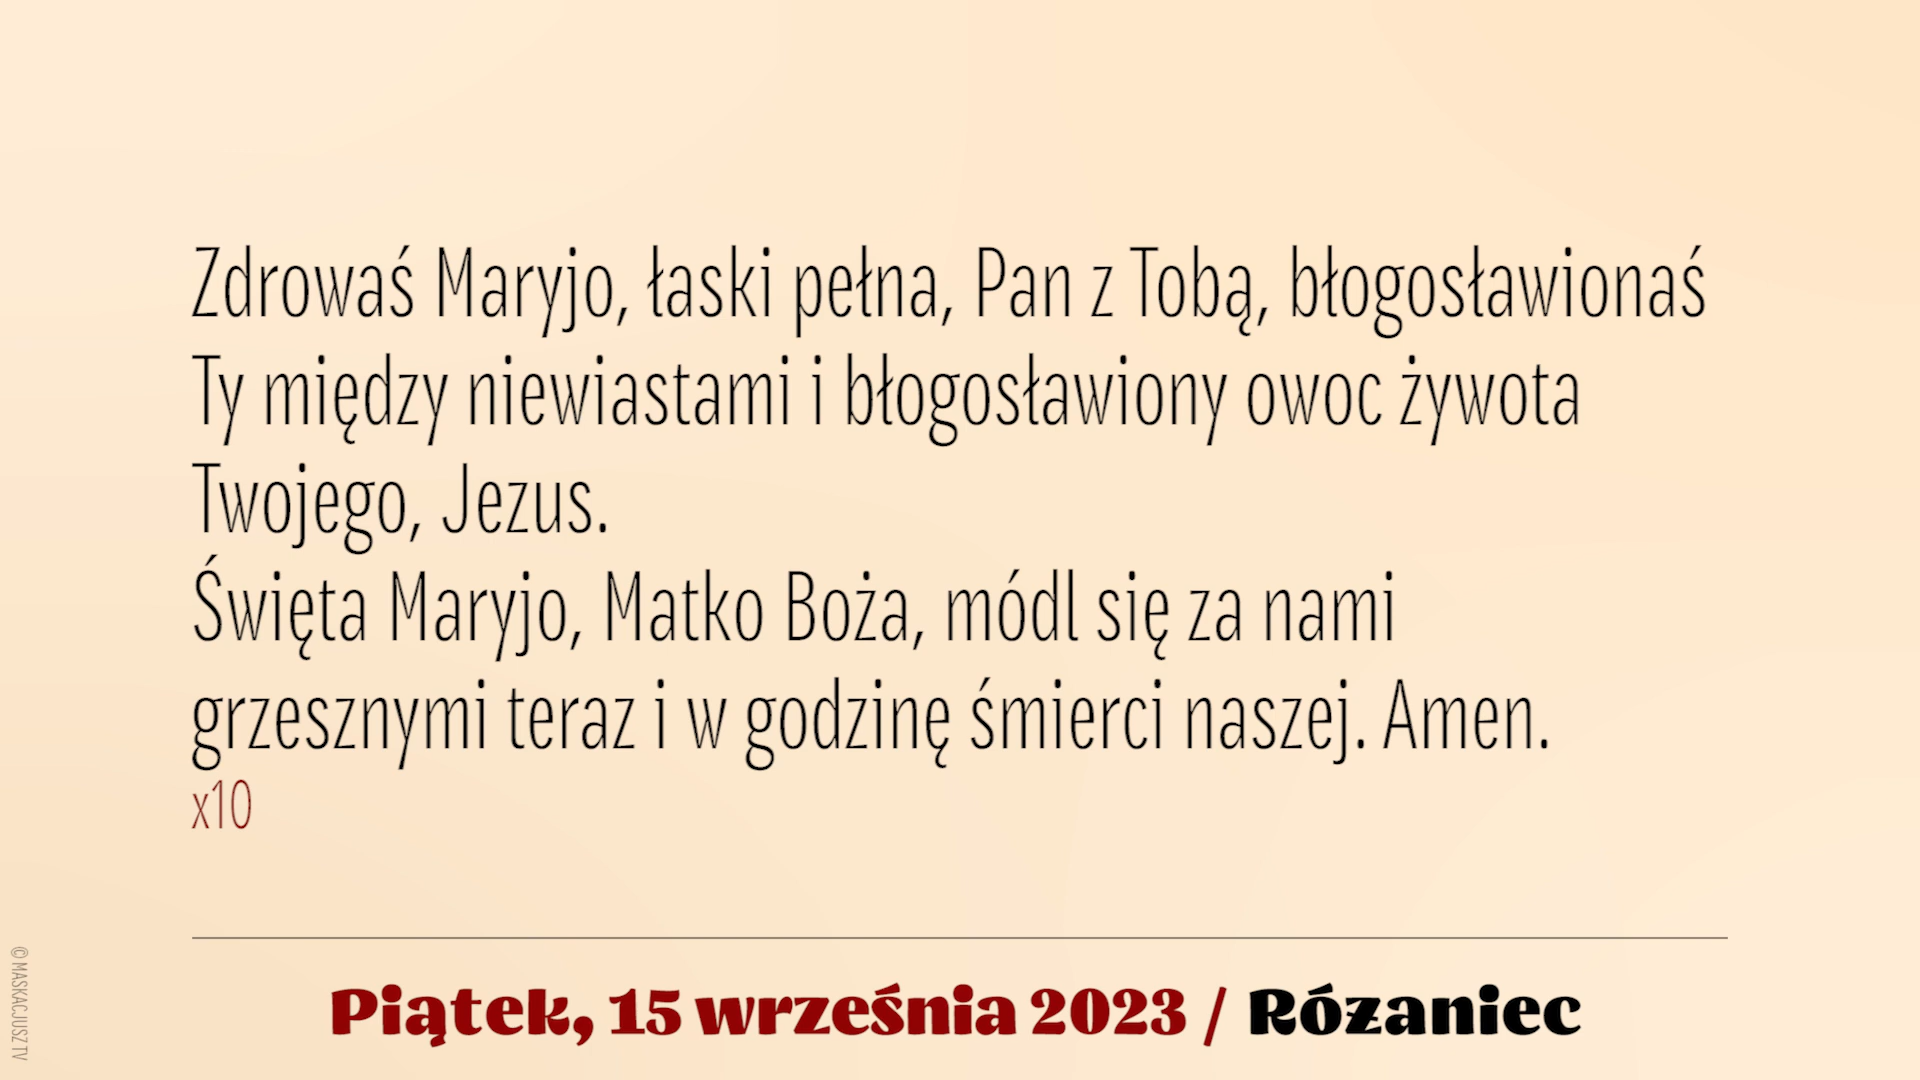 Zdrowaś Maryjo, łaski pełna, Pan z Tobą, błogosławionaś
Ty między niewiastami i błogosławiony owoc żywota
Twojego, Jezus.
Święta Maryjo, Matko Boża, módl się za nami
grzesznymi teraz i w godzinę śmierci naszej. Amen.
x10
Piątek, 15 września 2023 / Różaniec
© MASKACJUSZ TV